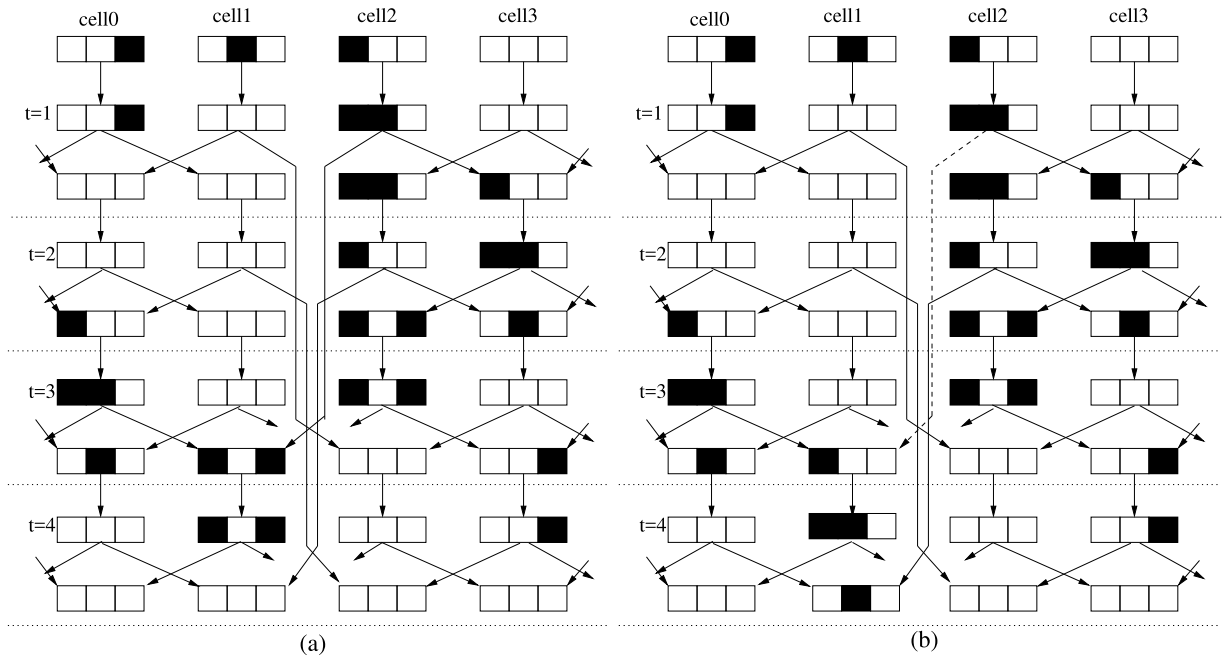 cell0 cell1 cell2 cell3 cell0 cell1 cell2 cell3
t=1 t=1
t=2 t=2
t=3 t=3
t=4 t=4
(a) (b)